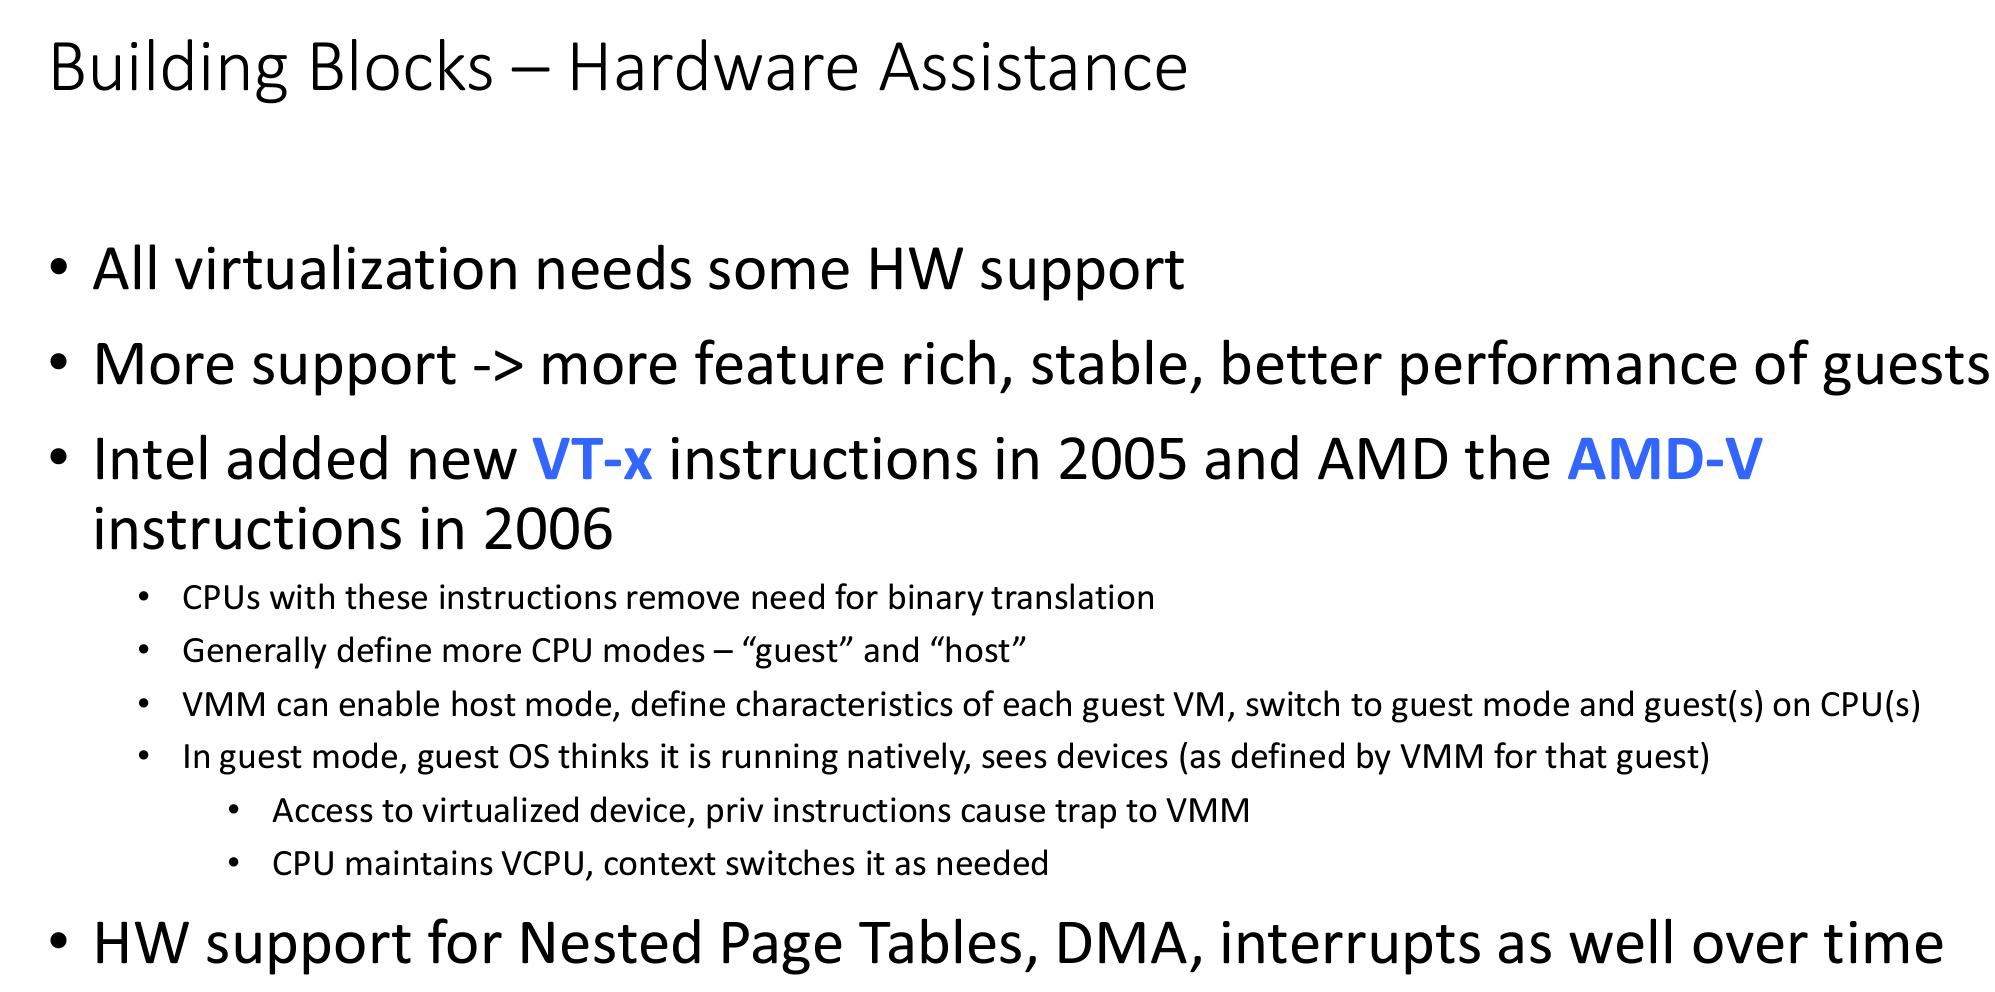 Building Blocks – Hardware Assistance
• All virtualization needs some HW support
• More support -> more feature rich, stable, better performance of guests
• Intel added new VT-x instructions in 2005 and AMD the AMD-V
instructions in 2006
• CPUs with these instructions remove need for binary translation
• Generally define more CPU modes – “guest” and “host”
• VMM can enable host mode, define characteristics of each guest VM, switch to guest mode and guest(s) on CPU(s)
• In guest mode, guest OS thinks it is running natively, sees devices (as defined by VMM for that guest)
• Access to virtualized device, priv instructions cause trap to VMM
• CPU maintains VCPU, context switches it as needed
• HW support for Nested Page Tables, DMA, interrupts as well over time